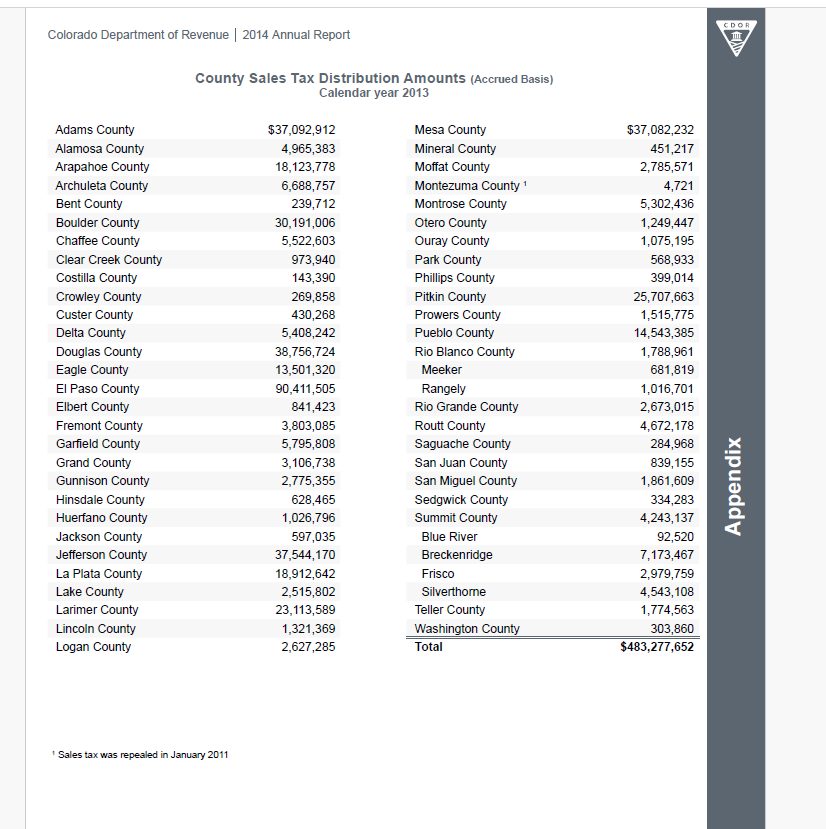 Colorado Department of Revenue | 2014 Annual Report
CDOR
County Sales Tax Distribution Amounts (Accrued Basis)
Calendar year 2013
Adams County $37,092,912
Alamosa County 4,965,383
Arapahoe County 18,123,778
Archuleta County 6,688,757
Bent County 239,712
Boulder County 30,191,006
Chaffee County 5,522,603
Clear Creek County 973,940
Costilla County 143,390
Crowley County 269,858
Custer County 430,268
Delta County 5,408,242
Douglas County 38,756,724
Eagle County 13,501,320
El Paso County 90,411,505
Elbert County 841,423
Fremont County 3,803,085
Garfield County 5,795,808
Grand County 3,106,738
Gunnison County 2,775,355
Hinsdale County 628,465
Huerfano County 1,026,796
Jackson County 597,035
Jefferson County 37,544,170
La Plata County 18,912,642
Lake County 2,515,802
Larimer County 23,113,589
Lincoln County 1,321,369
Logan County 2,627,285
Mesa County $37,082,232
Mineral County 451,217
Moffat County 2,785,571
Montezuma County ¹ 4,721
Montrose County 5,302,436
Otero County 1,249,447
Ouray County 1,075,195
Park County 568,933
Phillips County 399,014
Pitkin County 25,707,663
Prowers County 1,515,775
Pueblo County 14,543,385
Rio Blanco County 1,788,961
Meeker 681,819
Rangely 1,016,701
Rio Grande County 2,673,015
Routt County 4,672,178
Saguache County 284,968
San Juan County 839,155
San Miguel County 1,861,609
Sedgwick County 334,283
Summit County 4,243,137
Blue River 92,520
Breckenridge 7,173,467
Frisco 2,979,759
Silverthorne 4,543,108
Teller County 1,774,563
Washington County 303,860
Total $483,277,652
¹ Sales tax was repealed in January 2011
Appendix